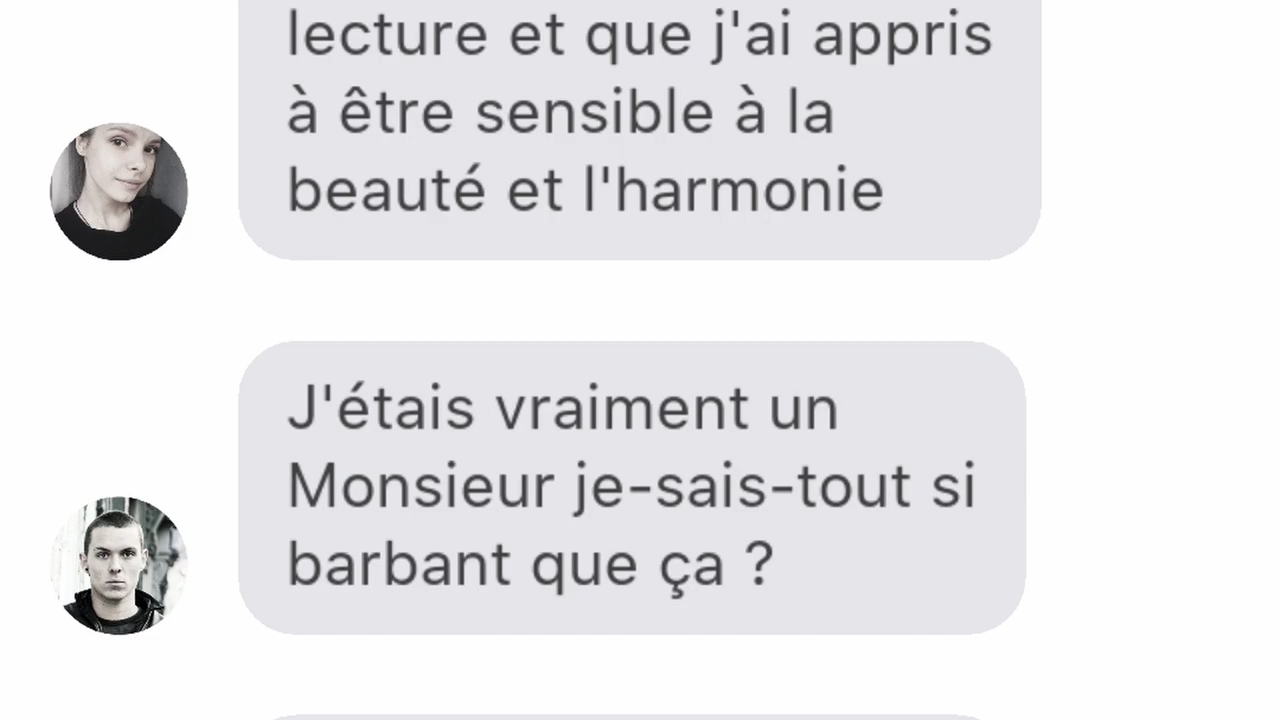 lecture et que j'ai appris
à être sensible à la
beauté et l'harmonie
J'étais vraiment un
Monsieur je-sais-tout si
barbant que ça ?